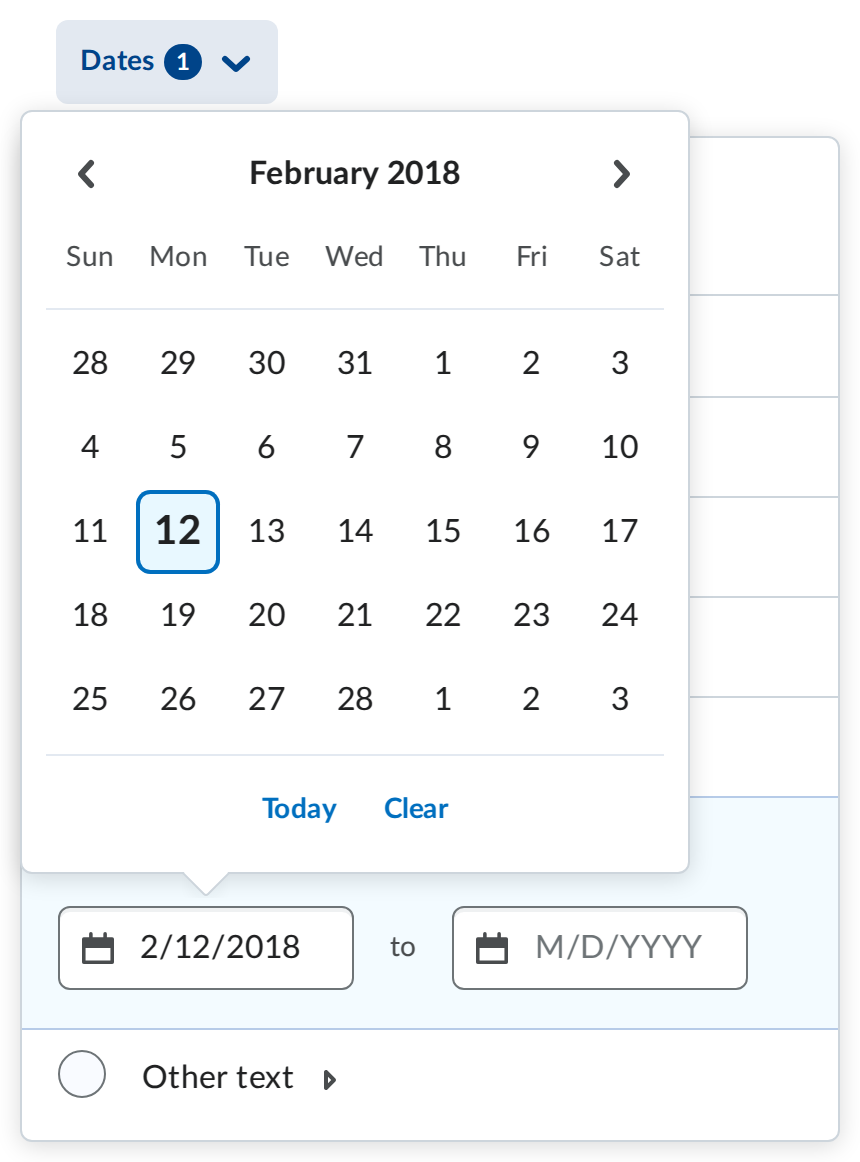 Dates 1
February 2018
Sun Mon Tue Wed Thu Fri Sat
28 29 30 31 1 2 3
4 5 6 7 8 9 10
11 12 13 14 15 16 17
18 19 20 21 22 23 24
25 26 27 28 1 2 3
Today Clear
2/12/2018 to M/D/YYYY
Other text